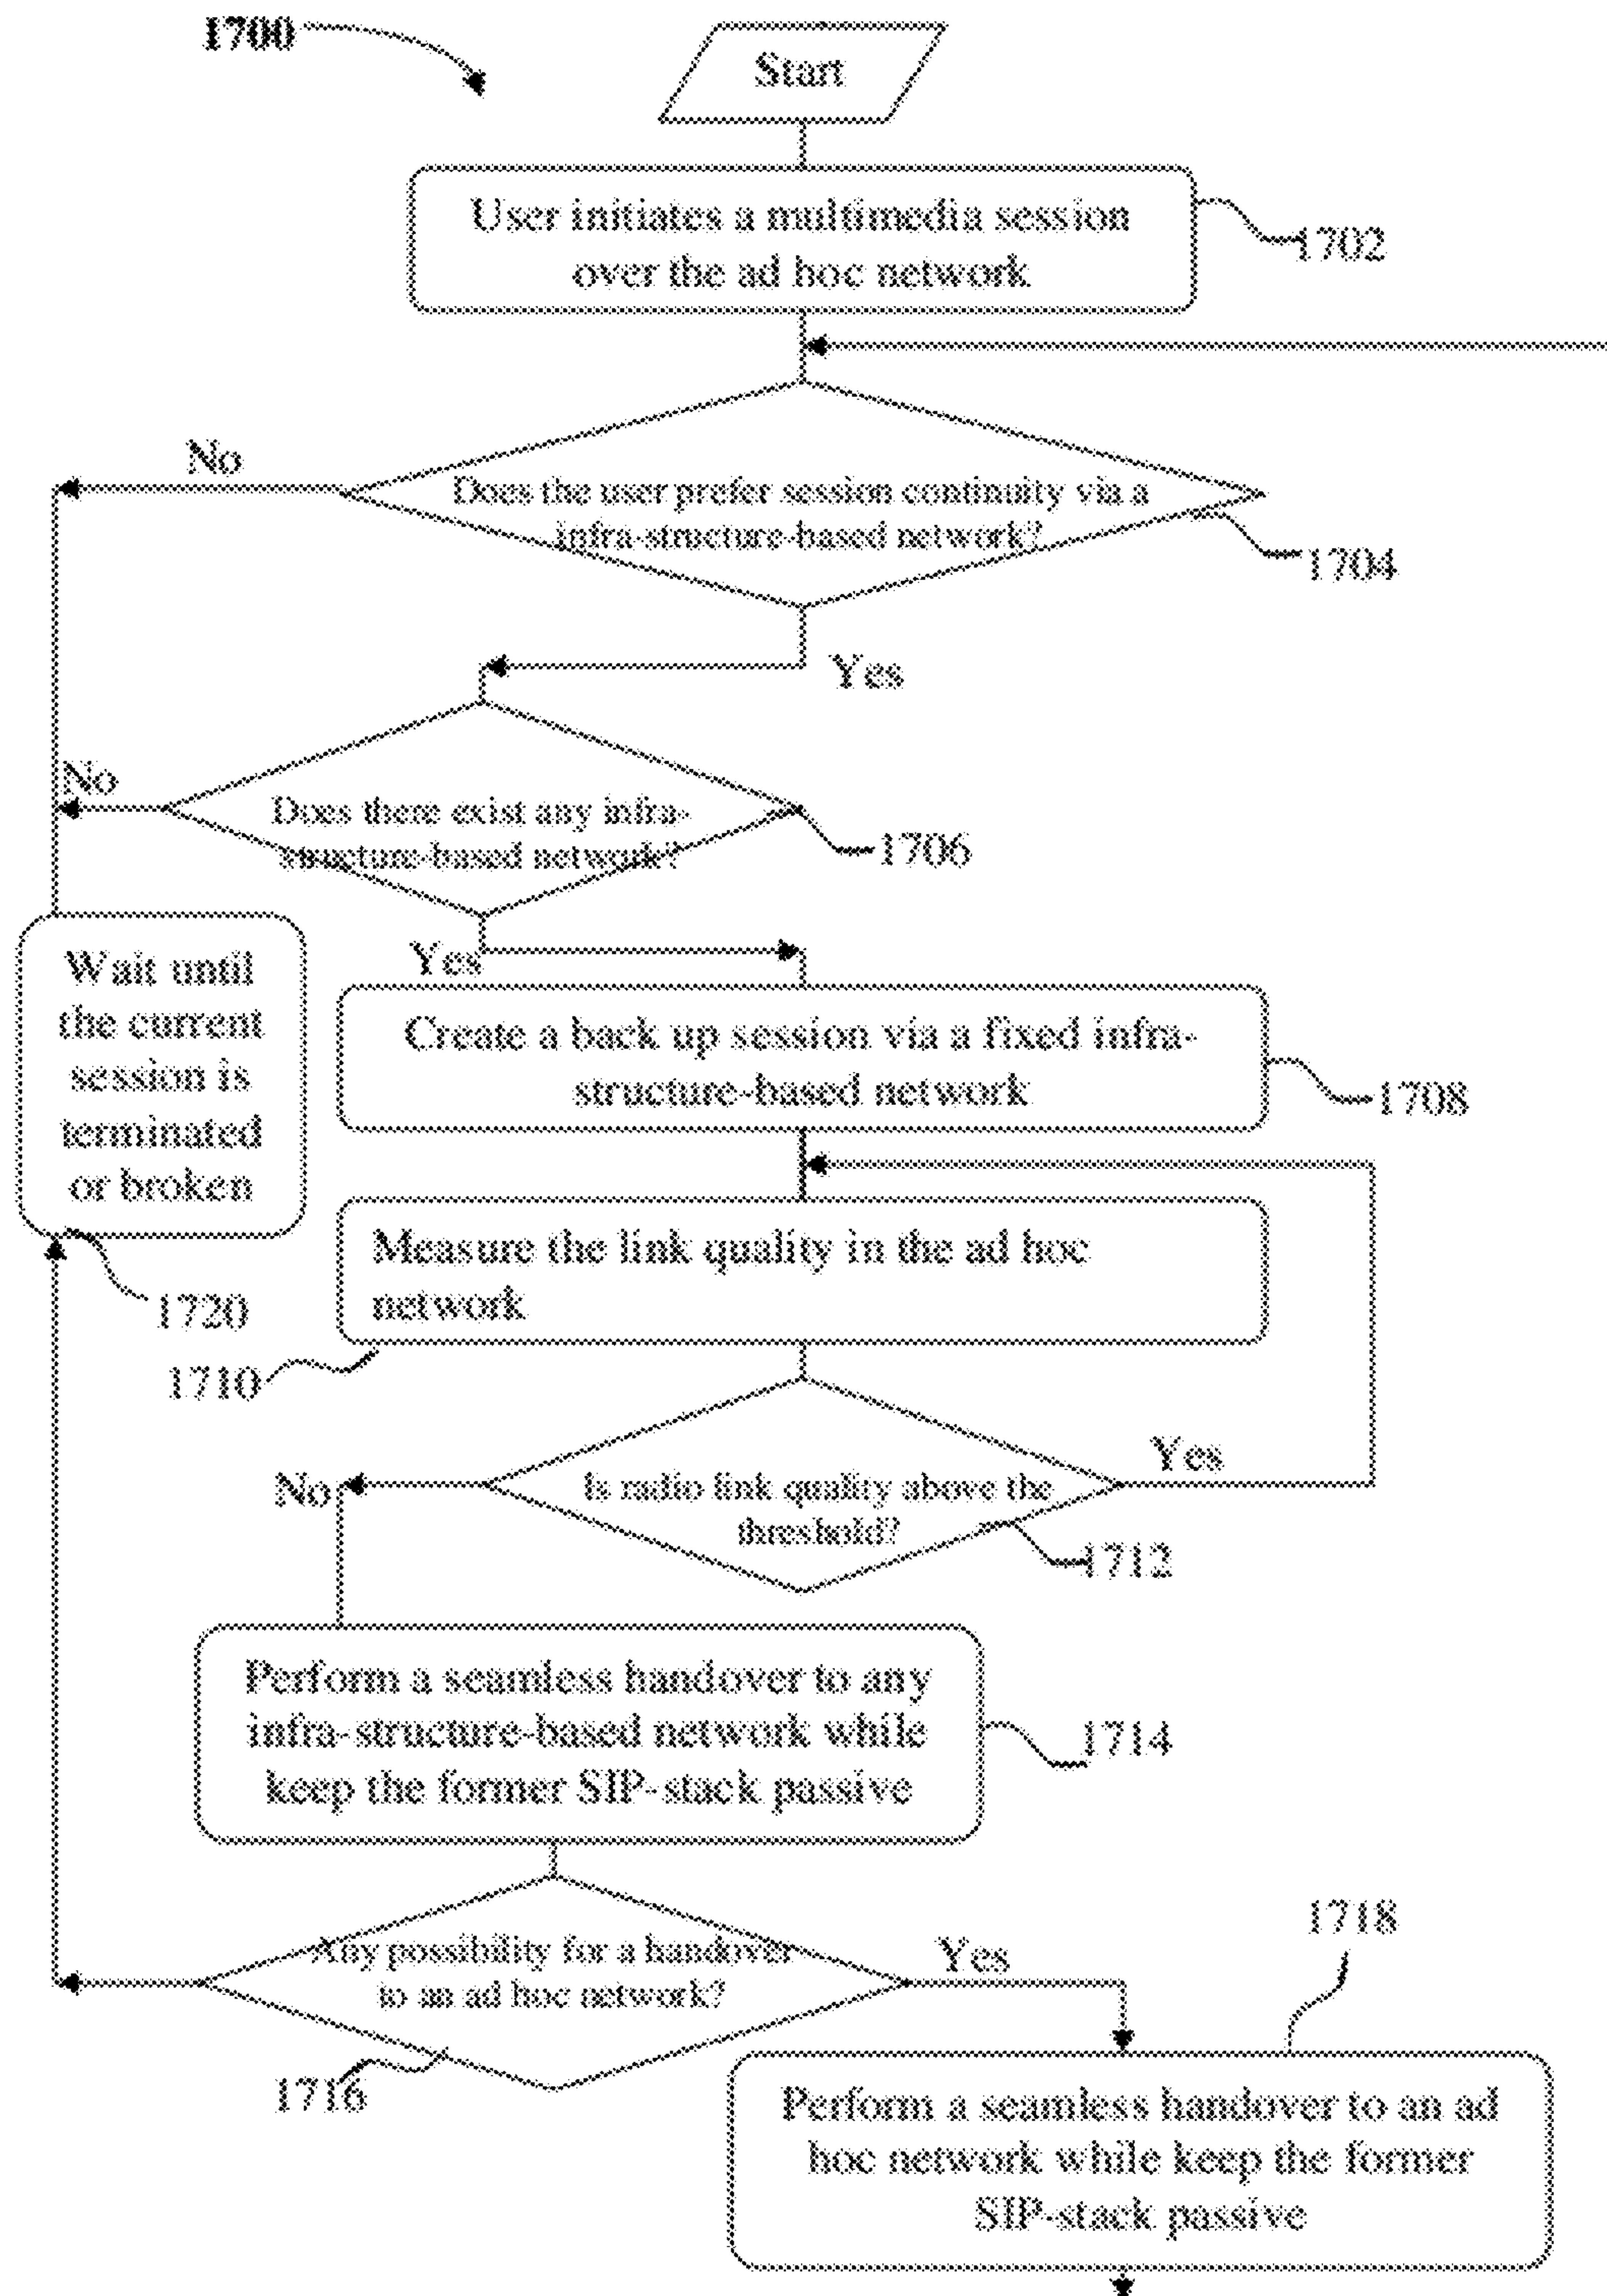 1700
Start
User initiates a multimedia session
over the ad hoc network
1702
No
Does the user prefer session continuity via a
infra-structure-based network?
1704
Yes
No
Does there exist any infra-
structure-based network?
1706
Yes
Wait until
the current
session is
terminated
or broken
Create a back up session via a fixed infra-
structure-based network
1708
Measure the link quality in the ad hoc
network
1720
1710
No
Is radio link quality above the
threshold?
Yes
1712
Perform a seamless handover to any
infra-structure-based network while
keep the former SIP-stack passive
1714
Any possibility for a handover
to an ad hoc network?
Yes
1718
1716
Perform a seamless handover to an ad
hoc network while keep the former
SIP-stack passive